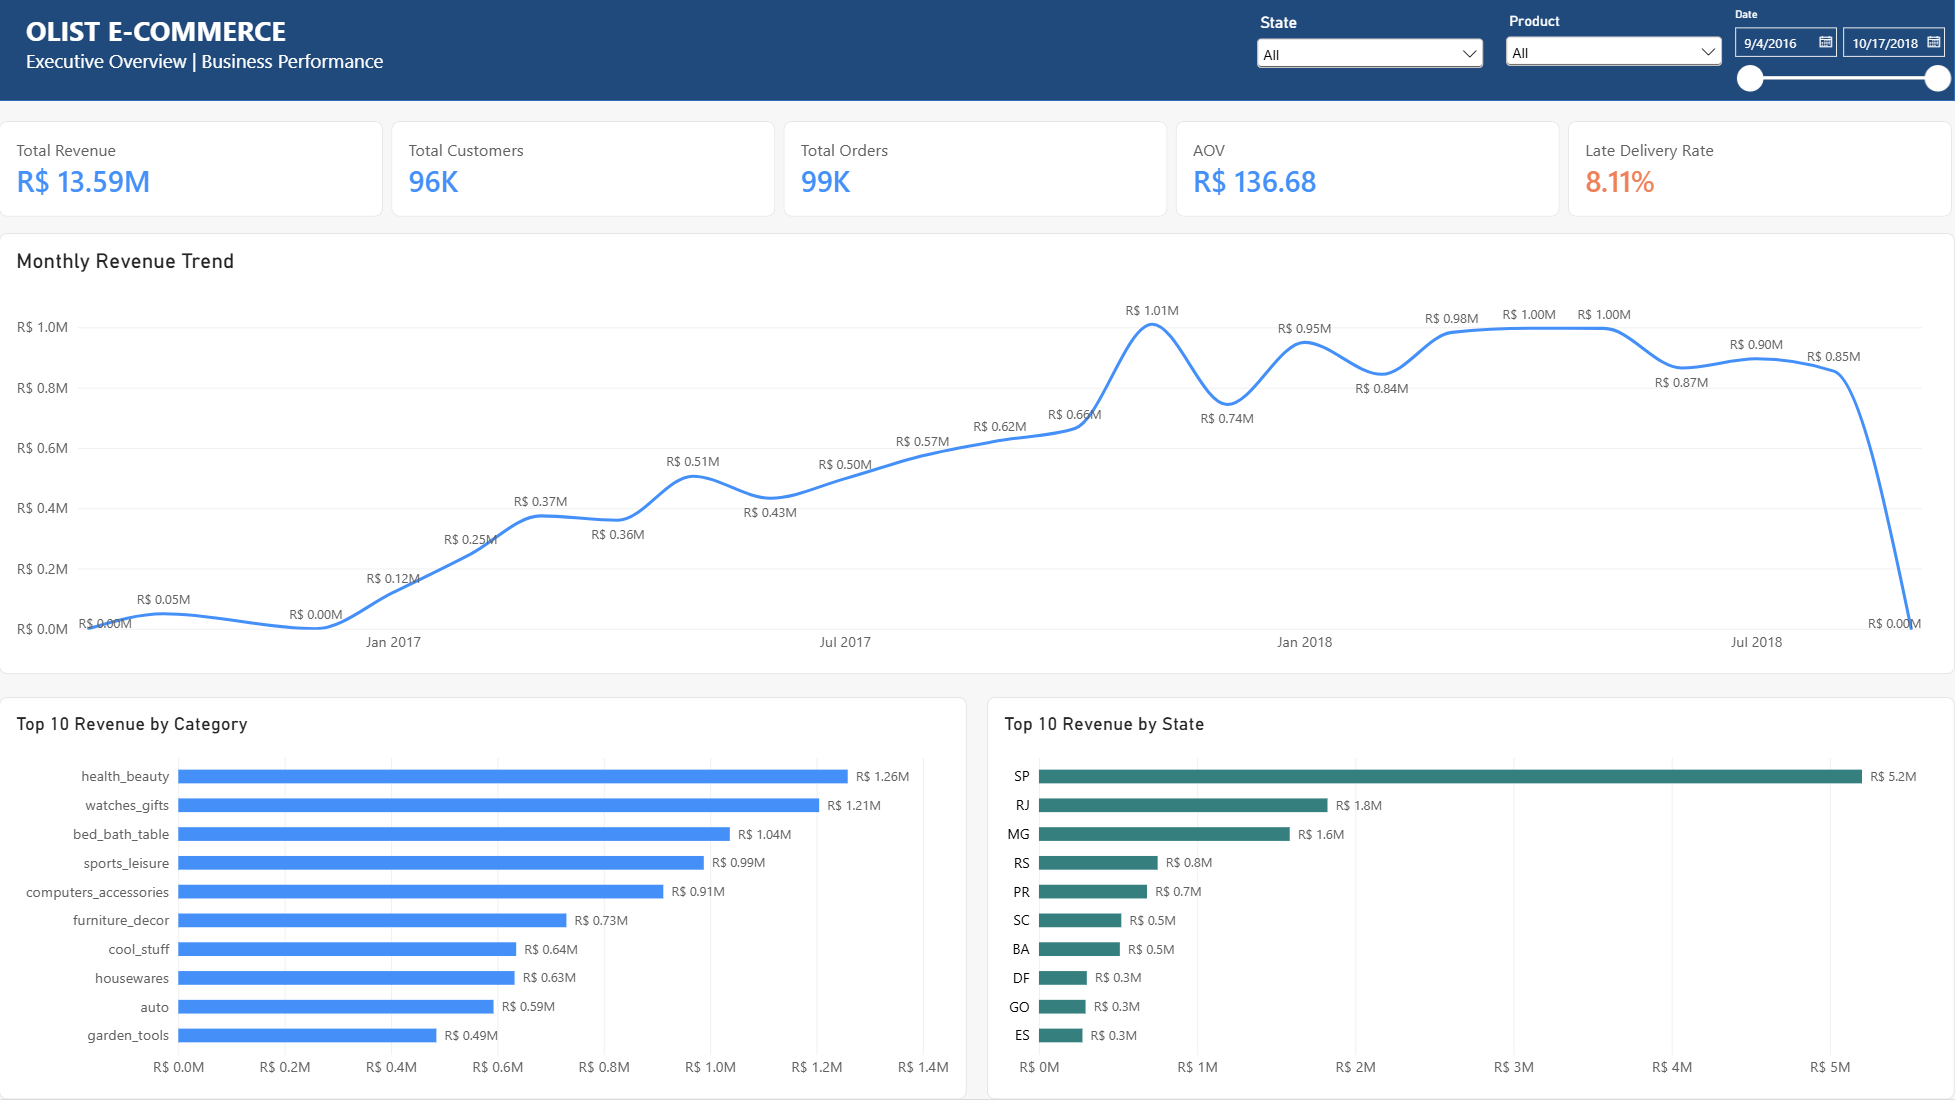 OLIST E-COMMERCE
Executive Overview | Business Performance
State
All
Product
All
Date
9/4/2016
10/17/2018
Total Revenue
R$ 13.59M
Total Customers
96K
Total Orders
99K
AOV
R$ 136.68
Late Delivery Rate
8.11%
Monthly Revenue Trend
R$ 1.0M
R$ 0.8M
R$ 0.6M
R$ 0.4M
R$ 0.2M
R$ 0.0M
R$ 0.00M
R$ 0.05M
R$ 0.00M
R$ 0.12M
R$ 0.25M
R$ 0.37M
R$ 0.36M
R$ 0.51M
R$ 0.43M
R$ 0.50M
R$ 0.57M
R$ 0.62M
R$ 0.66M
R$ 1.01M
R$ 0.74M
R$ 0.95M
R$ 0.84M
R$ 0.98M
R$ 1.00M
R$ 1.00M
R$ 0.87M
R$ 0.90M
R$ 0.85M
R$ 0.00M
Jan 2017
Jul 2017
Jan 2018
Jul 2018
Top 10 Revenue by Category
health_beauty R$ 1.26M
watches_gifts R$ 1.21M
bed_bath_table R$ 1.04M
sports_leisure R$ 0.99M
computers_accessories R$ 0.91M
furniture_decor R$ 0.73M
cool_stuff R$ 0.64M
housewares R$ 0.63M
auto R$ 0.59M
garden_tools R$ 0.49M
R$ 0.0M R$ 0.2M R$ 0.4M R$ 0.6M R$ 0.8M R$ 1.0M R$ 1.2M R$ 1.4M
Top 10 Revenue by State
SP R$ 5.2M
RJ R$ 1.8M
MG R$ 1.6M
RS R$ 0.8M
PR R$ 0.7M
SC R$ 0.5M
BA R$ 0.5M
DF R$ 0.3M
GO R$ 0.3M
ES R$ 0.3M
R$ 0M R$ 1M R$ 2M R$ 3M R$ 4M R$ 5M